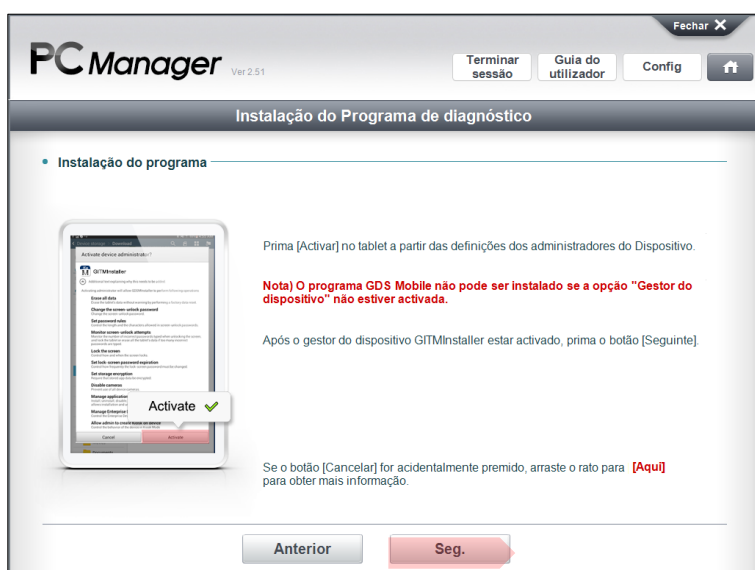 Fechar X
PC Manager Ver 2.51
Terminar sessão
Guia do utilizador
Config
Instalação do Programa de diagnóstico
Instalação do programa
Activate device administrator?
GITMInstaller
Erase all data
Change the screen-unlock password
Set password rules
Monitor screen-unlock attempts
Lock the screen
Set lock-screen password expiration
Set storage encryption
Disable cameras
Activate
Cancel
Activate
Prima [Activar] no tablet a partir das definições dos administradores do Dispositivo.
Nota) O programa GDS Mobile não pode ser instalado se a opção "Gestor do
dispositivo" não estiver activada.
Após o gestor do dispositivo GITMInstaller estar activado, prima o botão [Seguinte].
Se o botão [Cancelar] for acidentalmente premido, arraste o rato para [Aqui]
para obter mais informação.
Anterior
Seg.